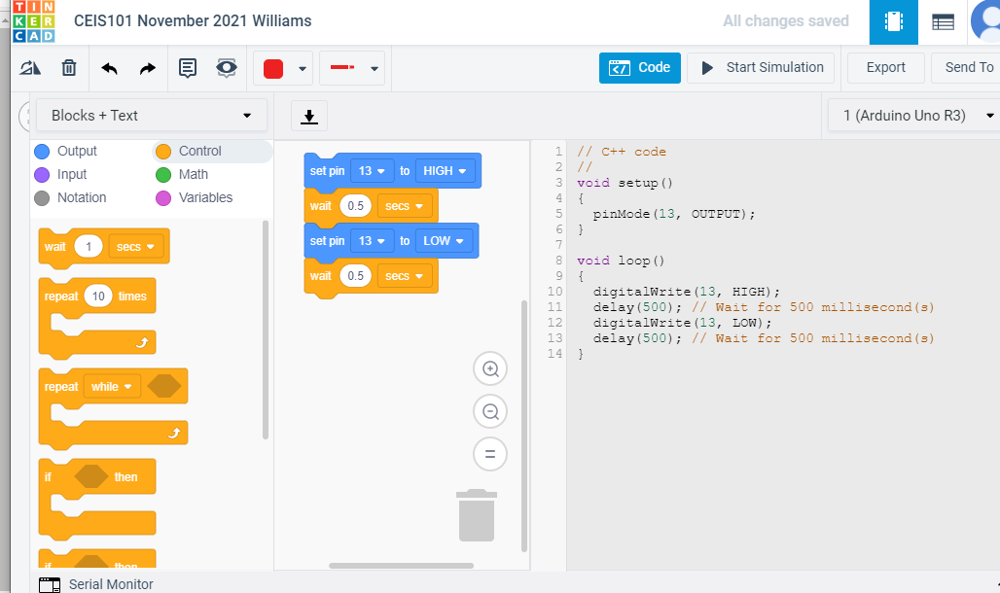 TIN
KER
CAD
CEIS101 November 2021 Williams
All changes saved
Code
Start Simulation
Export
Send To
Blocks + Text
1 (Arduino Uno R3)
Output
Control
Input
Math
Notation
Variables
wait 1 secs
repeat 10 times
repeat while
if then
if then
set pin 13 to HIGH
wait 0.5 secs
set pin 13 to LOW
wait 0.5 secs
1 // C++ code
2 //
3 void setup()
4 {
5 pinMode(13, OUTPUT);
6 }
7
8 void loop()
9 {
10 digitalWrite(13, HIGH);
11 delay(500); // Wait for 500 millisecond(s)
12 digitalWrite(13, LOW);
13 delay(500); // Wait for 500 millisecond(s)
14 }
Serial Monitor